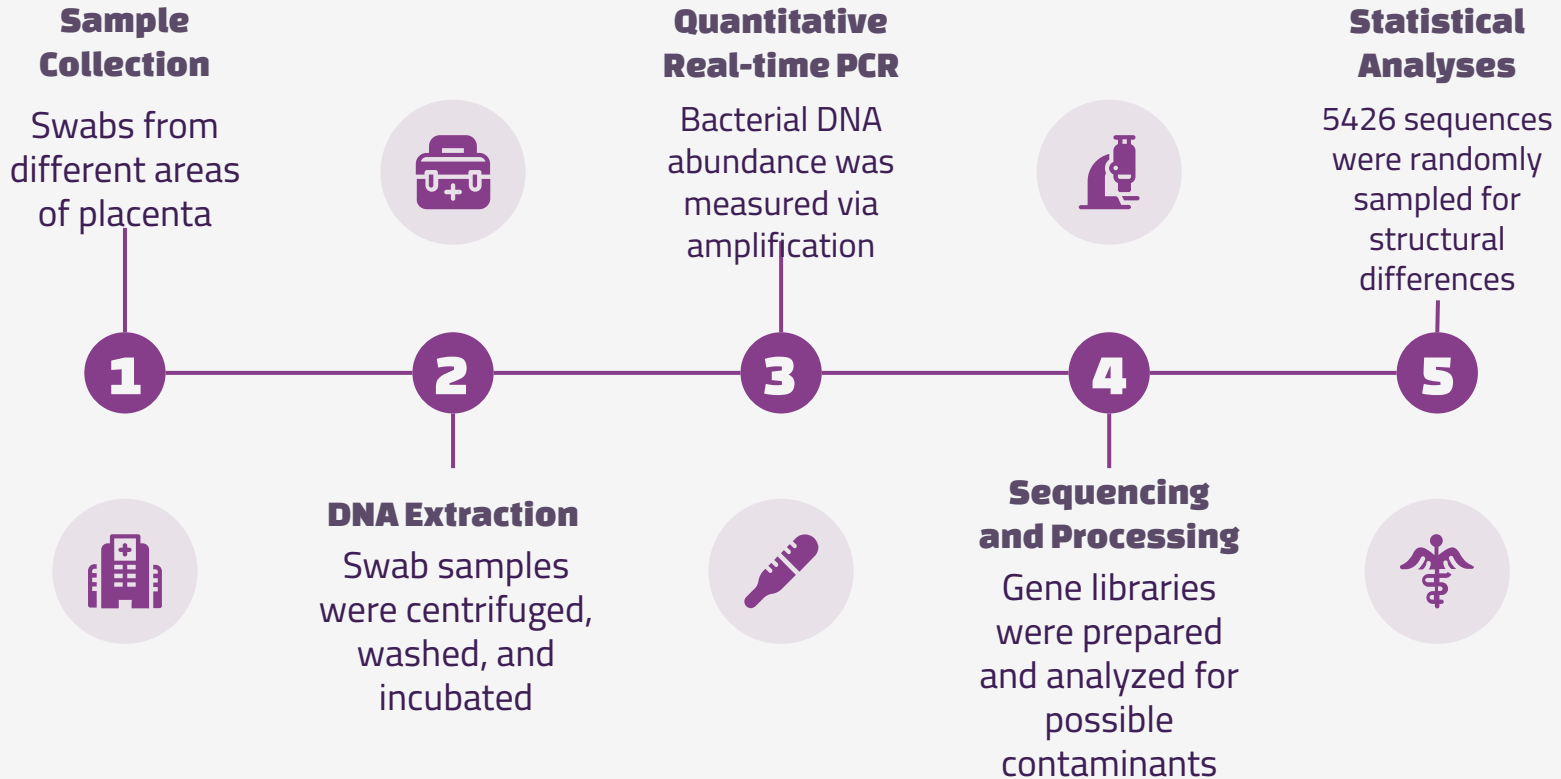 Sample
Collection
Swabs from
different areas
of placenta
1
2
DNA Extraction
Swab samples
were centrifuged,
washed, and
incubated
Quantitative
Real-time PCR
Bacterial DNA
abundance was
measured via
amplification
3
4
Sequencing
and Processing
Gene libraries
were prepared
and analyzed for
possible
contaminants
Statistical
Analyses
5426 sequences
were randomly
sampled for
structural
differences
5